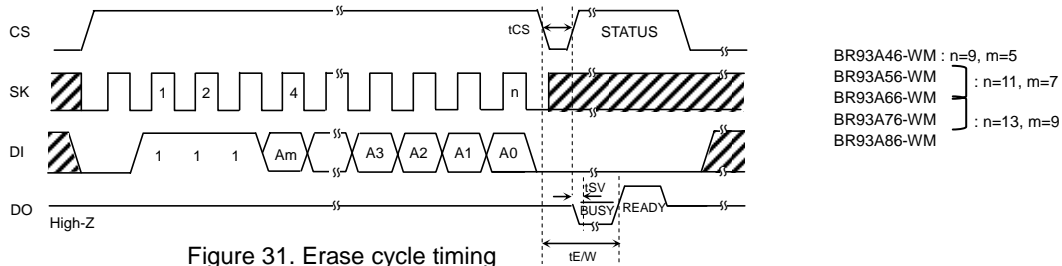 CS
tCS
STATUS
SK
1
2
4
n
DI
1
1
1
Am
A3
A2
A1
A0
tSV
BUSY
READY
DO
High-Z
tE/W
Figure 31. Erase cycle timing
BR93A46-WM : n=9, m=5
BR93A56-WM
BR93A66-WM
: n=11, m=7
BR93A76-WM
BR93A86-WM
: n=13, m=9